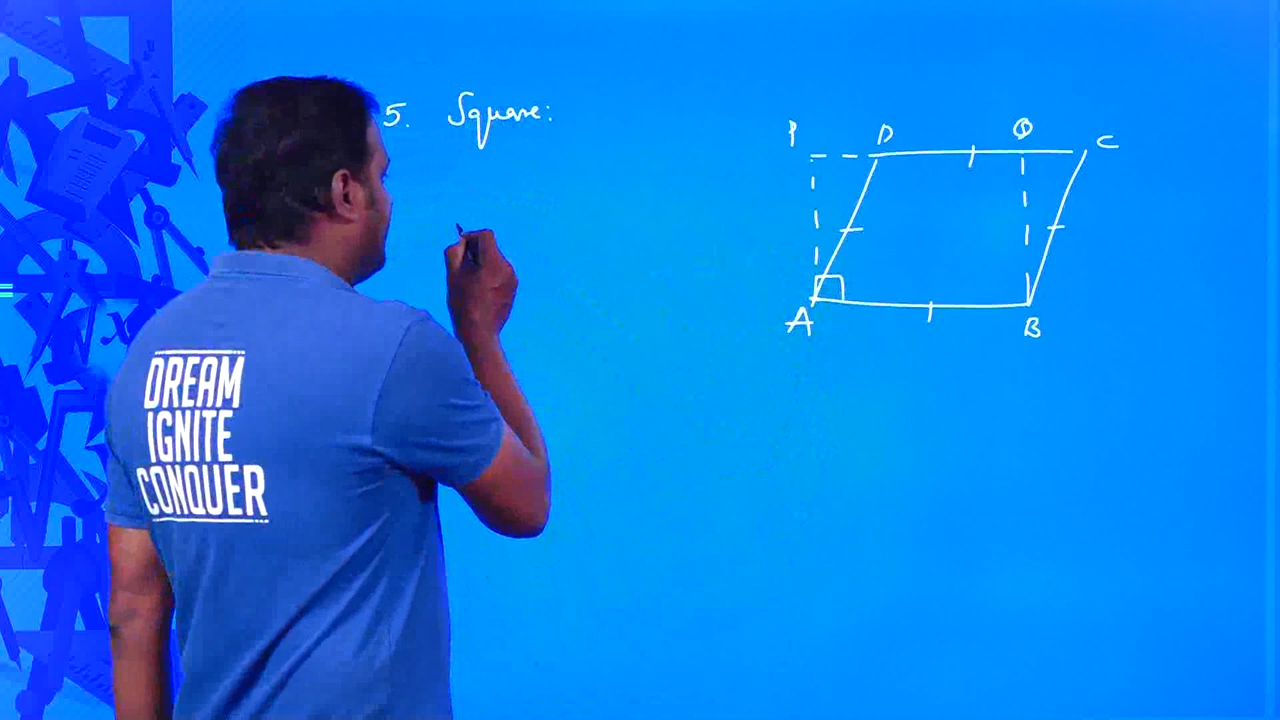 5. Square:
P D Q C
A B
DREAM
IGNITE
CONQUER
x